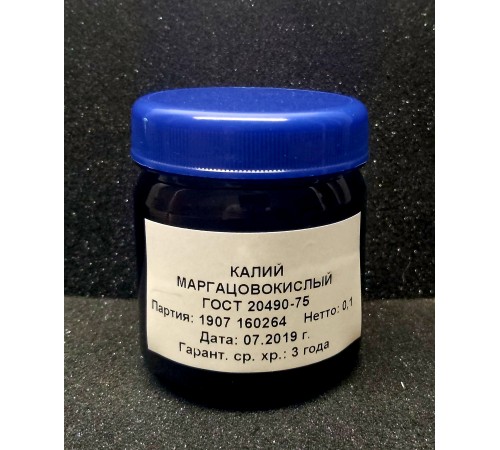 КАЛИЙ
МАРГАЦОВОКИСЛЫЙ
ГОСТ 20490-75
Партия: 1907 160264 Нетто: 0,1
Дата: 07.2019 г.
Гарант. ср. хр.: 3 года